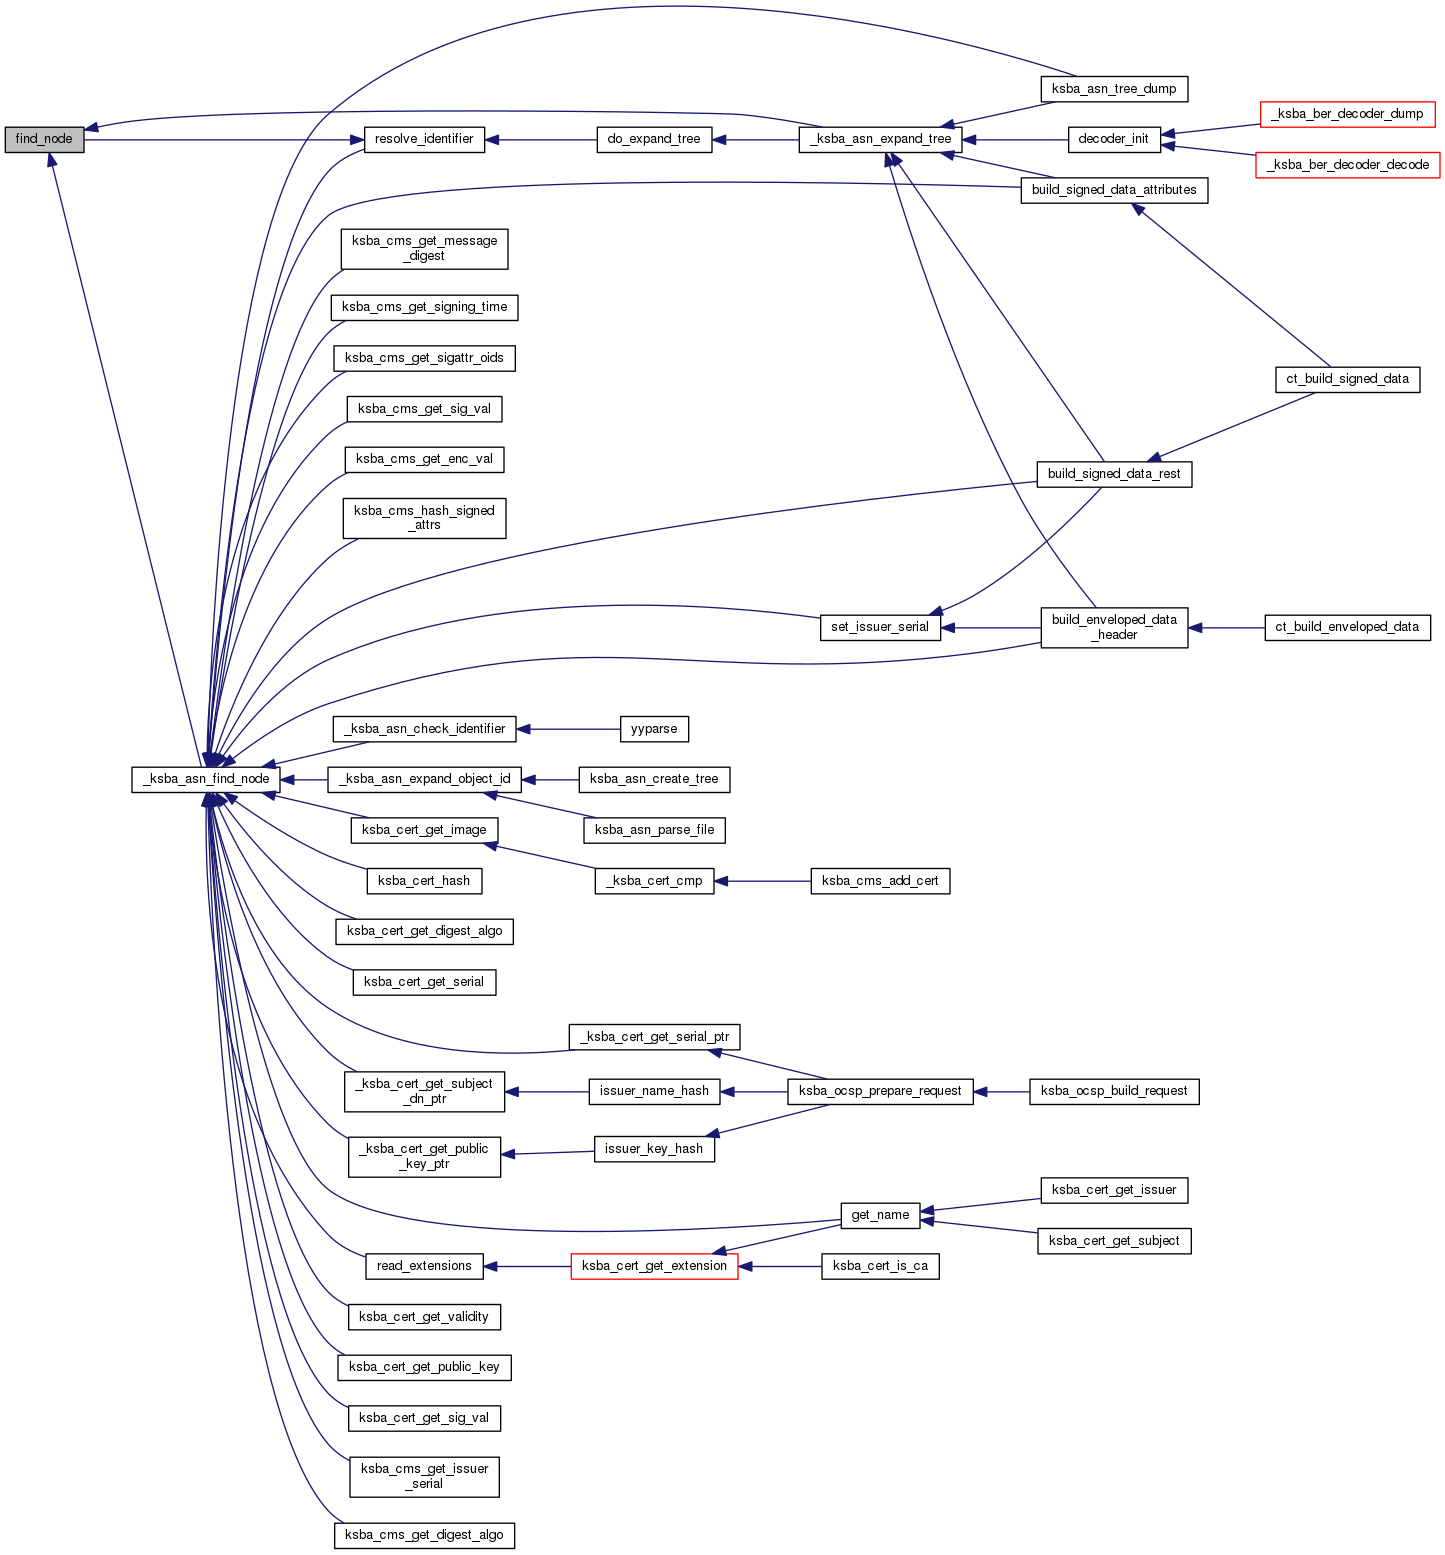 ksba_asn_tree_dump
find_node
resolve_identifier
do_expand_tree
_ksba_asn_expand_tree
decoder_init
_ksba_ber_decoder_dump
_ksba_ber_decoder_decode
build_signed_data_attributes
ksba_cms_get_message
_digest
ksba_cms_get_signing_time
ksba_cms_get_sigattr_oids
ct_build_signed_data
ksba_cms_get_sig_val
ksba_cms_get_enc_val
build_signed_data_rest
ksba_cms_hash_signed
_attrs
set_issuer_serial
build_enveloped_data
_header
ct_build_enveloped_data
_ksba_asn_check_identifier
yyparse
_ksba_asn_find_node
_ksba_asn_expand_object_id
ksba_asn_create_tree
ksba_cert_get_image
ksba_asn_parse_file
ksba_cert_hash
_ksba_cert_cmp
ksba_cms_add_cert
ksba_cert_get_digest_algo
ksba_cert_get_serial
_ksba_cert_get_serial_ptr
_ksba_cert_get_subject
_dn_ptr
issuer_name_hash
ksba_ocsp_prepare_request
ksba_ocsp_build_request
_ksba_cert_get_public
_key_ptr
issuer_key_hash
ksba_cert_get_issuer
get_name
ksba_cert_get_subject
read_extensions
ksba_cert_get_extension
ksba_cert_is_ca
ksba_cert_get_validity
ksba_cert_get_public_key
ksba_cert_get_sig_val
ksba_cms_get_issuer
_serial
ksba_cms_get_digest_algo